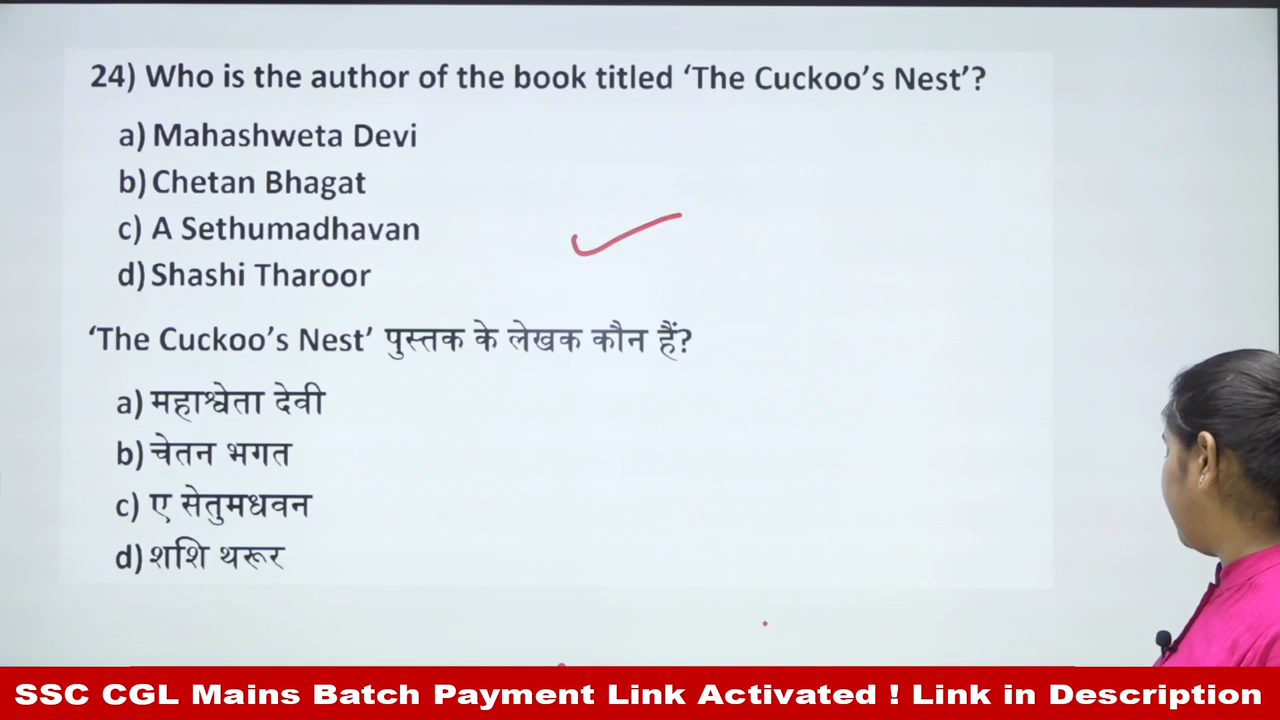 24) Who is the author of the book titled ‘The Cuckoo’s Nest’?
a) Mahashweta Devi
b) Chetan Bhagat
c) A Sethumadhavan
d) Shashi Tharoor
‘The Cuckoo’s Nest’ पुस्तक के लेखक कौन हैं?
a) महाश्वेता देवी
b) चेतन भगत
c) ए सेतुमधवन
d) शशि थरूर
SSC CGL Mains Batch Payment Link Activated ! Link in Description